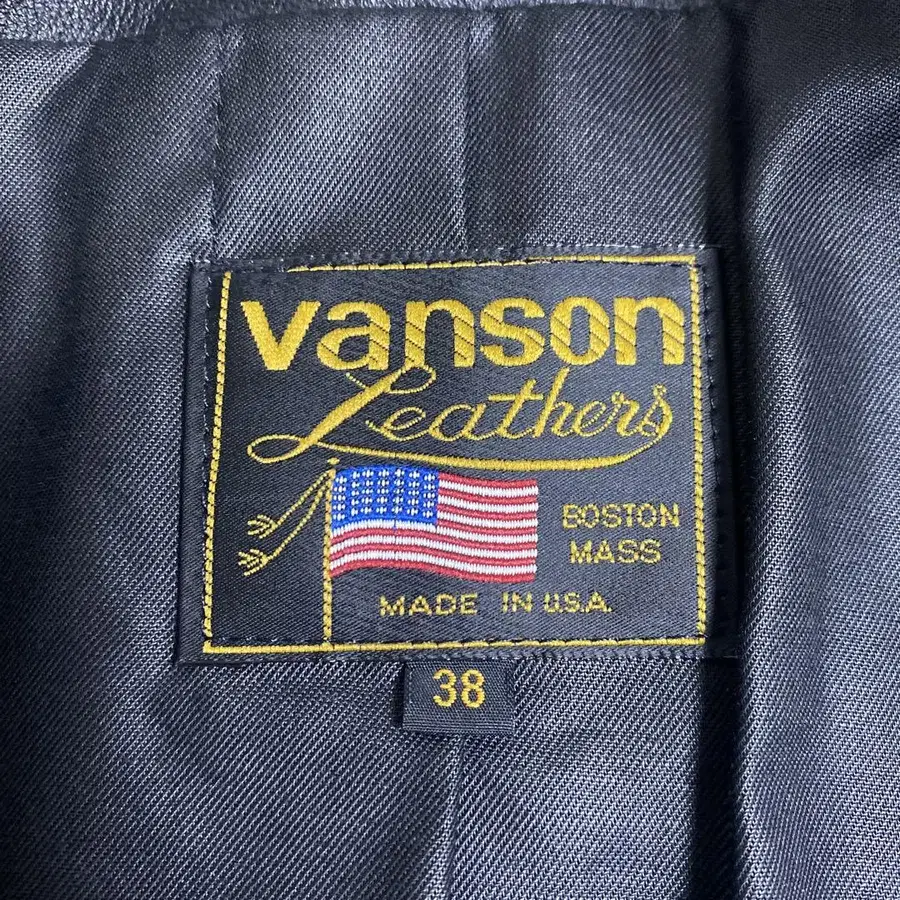 vanson
Leathers
BOSTON
MASS
MADE IN U.S.A.
38